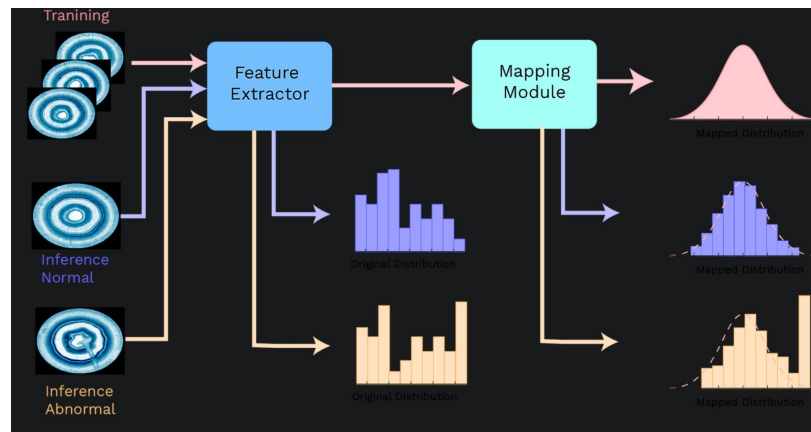 Tranining
Feature
Extractor
Mapping
Module
Mapped Distribution
Inference
Normal
Original Distribution
Mapped Distribution
Inference
Abnormal
Original Distribution
Mapped Distribution